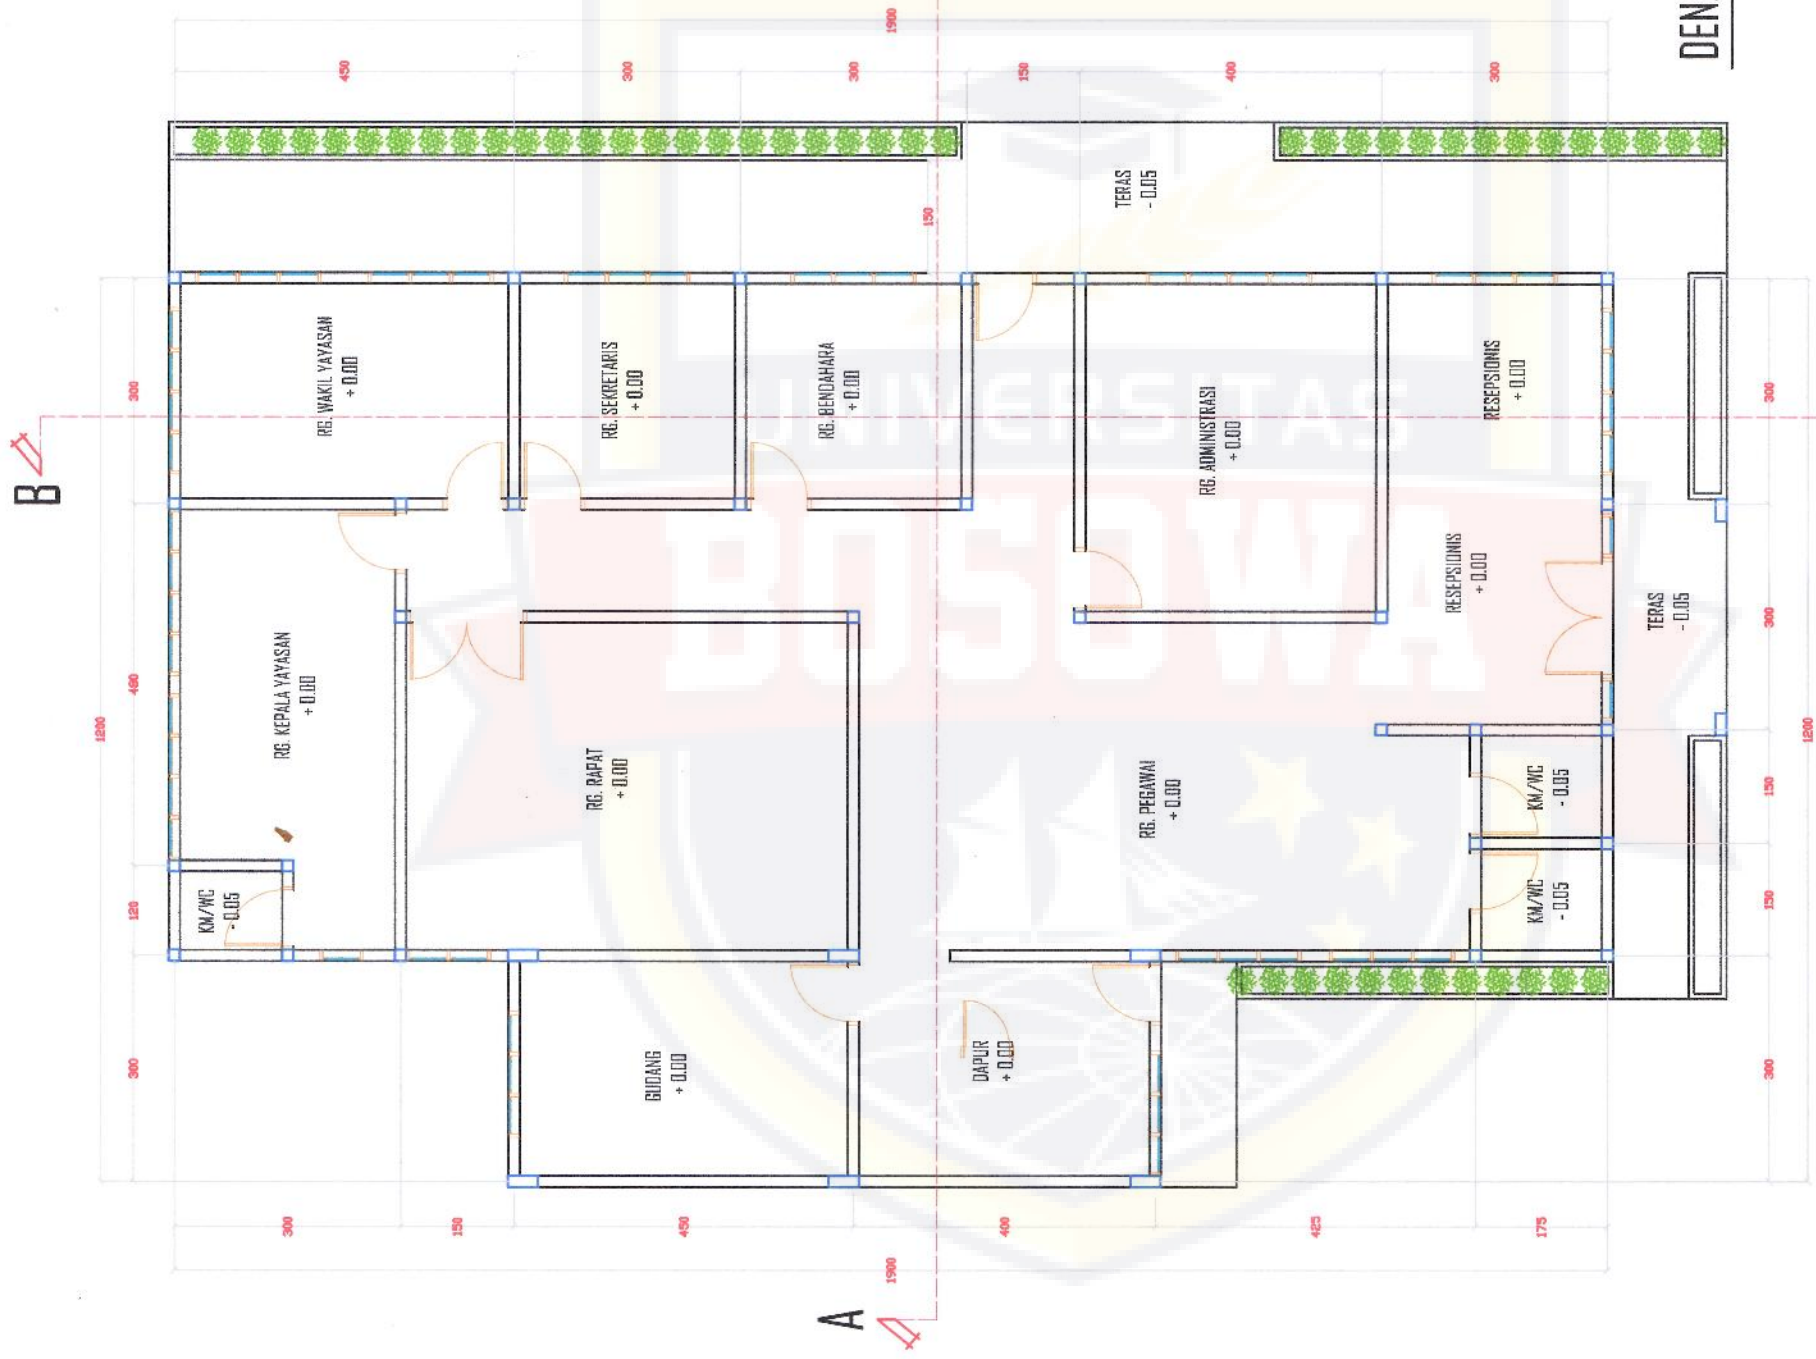 B
A
DEN
1900
450
300
300
150
400
300
150
TERAS
- 0.05
RG. WAKIL YAYASAN
+ 0.00
RG. SEKRETARIS
+ 0.00
RG. BENDAHARA
+ 0.00
RG. ADMINISTRASI
+ 0.00
RESEPSIONIS
+ 0.00
RESEPSIONIS
+ 0.00
TERAS
- 0.05
RG. KEPALA YAYASAN
+ 0.00
RG. RAPAT
+ 0.00
RG. PEGAWAI
+ 0.00
KM/WC
- 0.05
KM/WC
- 0.05
KM/WC
- 0.05
GUDANG
+ 0.00
DAPUR
+ 0.00
300
480
120
300
1200
300
300
150
150
300
1200
300
150
450
400
425
175
1900
UNIVERSITAS
BOSOWA